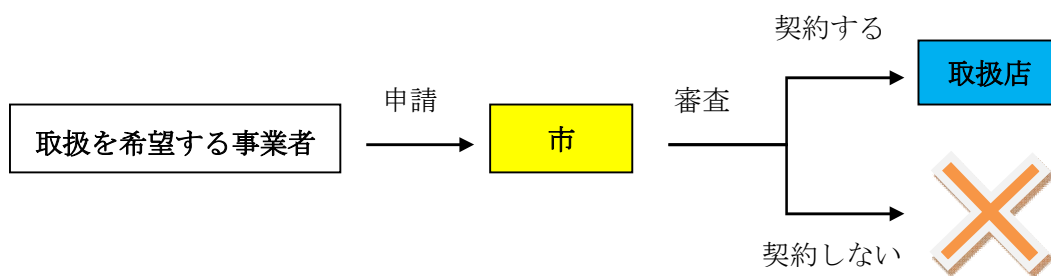 契約する
取扱店
申請
審査
取扱を希望する事業者
市
契約しない